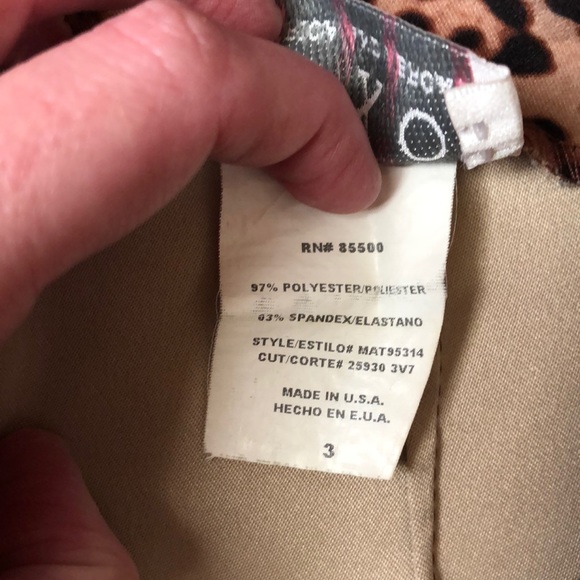 RN# 85500
97% POLYESTER/POLIESTER
03% SPANDEX/ELASTANO
STYLE/ESTILO# MAT95314
CUT/CORTE# 25930 3V7
MADE IN U.S.A.
HECHO EN E.U.A.
3